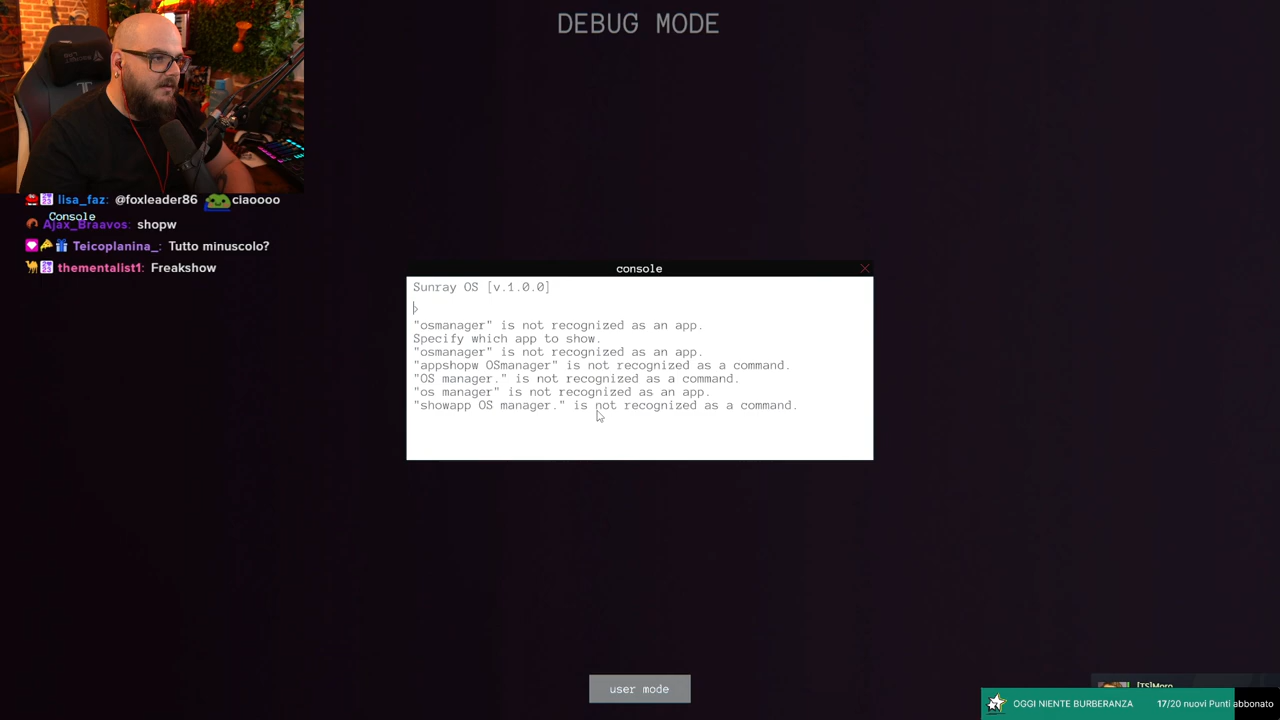 DEBUG MODE
lisa_faz: @foxleader86 ciaoooo
Console
Ajax_Braavos: shopw
Teicoplanina_: Tutto minuscolo?
thementalist1: Freakshow
console
Sunray OS [v.1.0.0]
>
"osmanager" is not recognized as an app.
Specify which app to show.
"osmanager" is not recognized as an app.
"appshopw OSmanager" is not recognized as a command.
"OS manager." is not recognized as a command.
"os manager" is not recognized as an app.
"showapp OS manager." is not recognized as a command.
user mode
[TS]Moro
OGGI NIENTE BURBERANZA 17/20 nuovi Punti abbonato